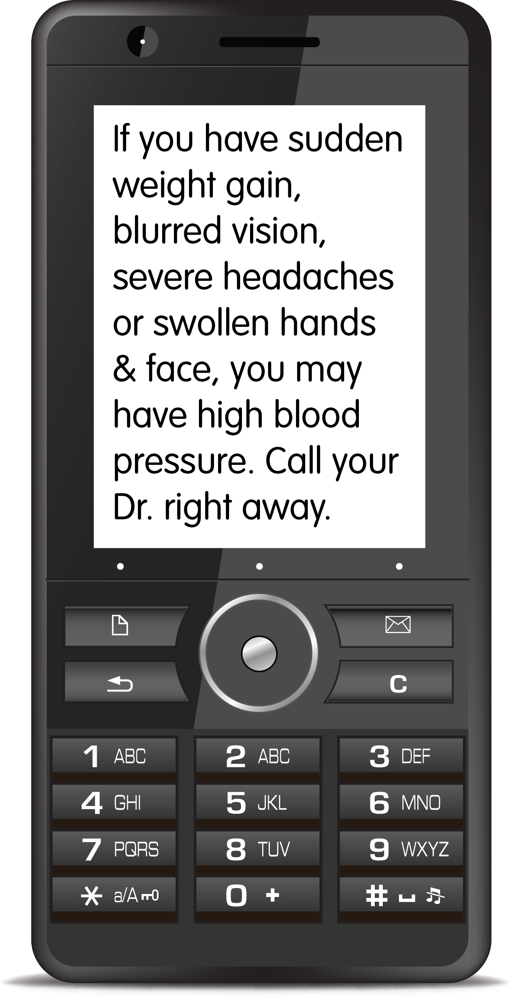 If you have sudden
weight gain,
blurred vision,
severe headaches
or swollen hands
& face, you may
have high blood
pressure. Call your
Dr. right away.
C
1 ABC 2 ABC 3 DEF
4 GHI 5 JKL 6 MNO
7 PQRS 8 TUV 9 WXYZ
* a/A 0 + #